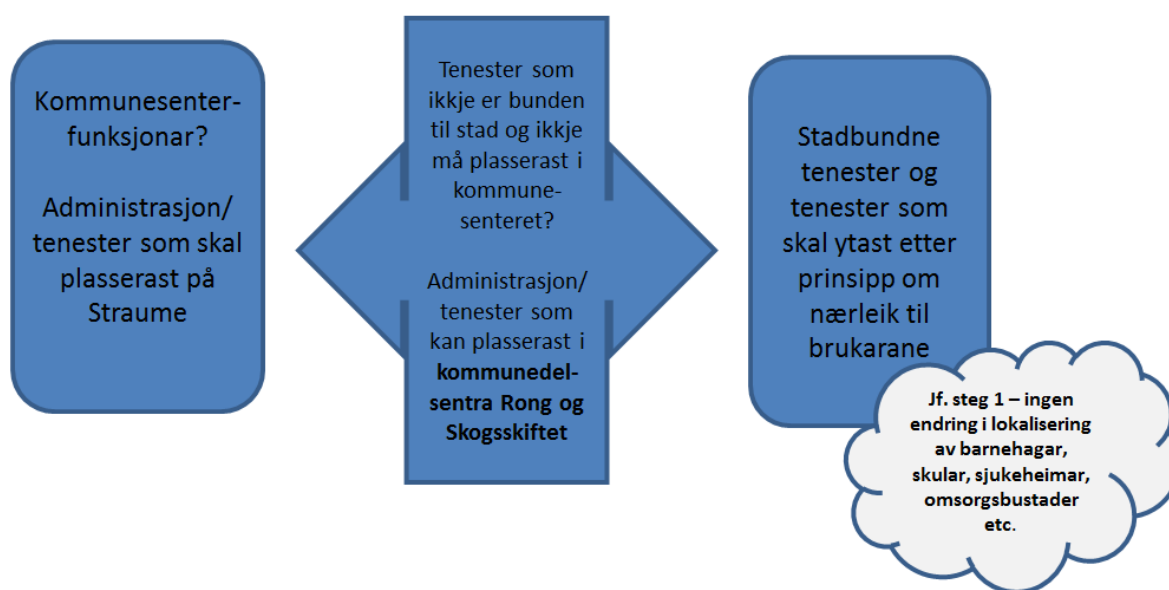 Kommunesenter-
funksjonar?
Administrasjon/
tenester som skal
plasserast på
Straume
Tenester som
ikkje er bunden
til stad og ikkje
må plasserast i
kommune-
senteret?
Administrasjon/
tenester som
kan plasserast i
kommunedel-
sentra Rong og
Skogsskiftet
Stadbundne
tenester og
tenester som
skal ytast etter
prinsipp om
nærleik til
brukarane
Jf. steg 1 – ingen
endring i lokalisering
av barnehagar,
skular, sjukeheimar,
omsorgsbustader
etc.